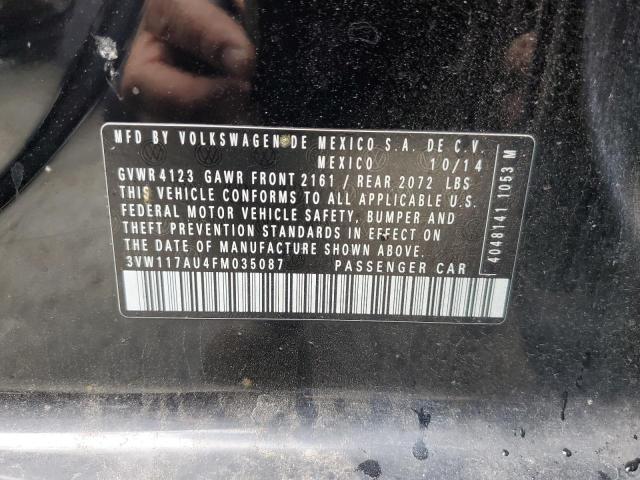 MFD BY VOLKSWAGEN DE MEXICO S.A. DE C.V.
MEXICO 10/14
GVWR 4123 GAWR FRONT 2161 / REAR 2072 LBS
THIS VEHICLE CONFORMS TO ALL APPLICABLE U.S.
FEDERAL MOTOR VEHICLE SAFETY, BUMPER AND
THEFT PREVENTION STANDARDS IN EFFECT ON
THE DATE OF MANUFACTURE SHOWN ABOVE.
3VW117AU4FM035087 PASSENGER CAR
4048141 1053 M